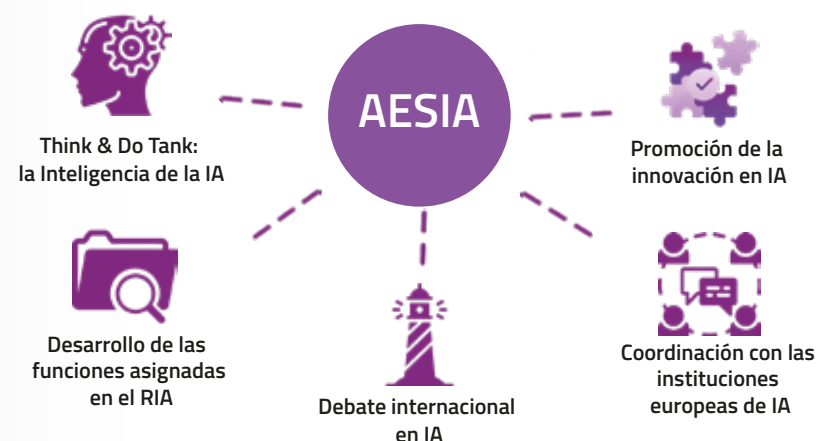 AESIA
Think & Do Tank:
la Inteligencia de la IA
Promoción de la
innovación en IA
Desarrollo de las
funciones asignadas
en el RIA
Debate internacional
en IA
Coordinación con las
instituciones
europeas de IA